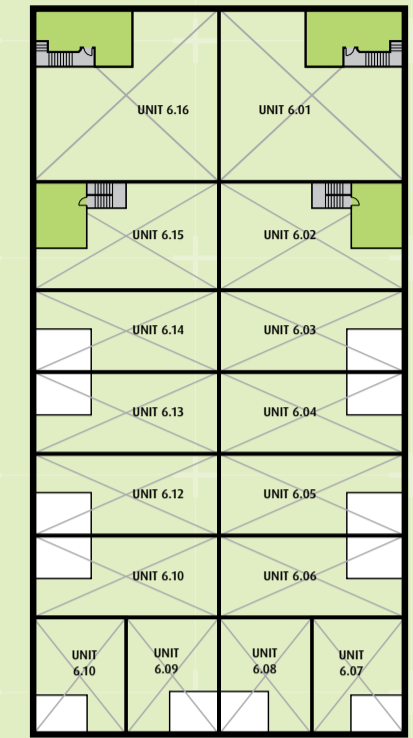 UNIT 6.16
UNIT 6.01
UNIT 6.15
UNIT 6.02
UNIT 6.14
UNIT 6.03
UNIT 6.13
UNIT 6.04
UNIT 6.12
UNIT 6.05
UNIT 6.10
UNIT 6.06
UNIT
6.10
UNIT
6.09
UNIT
6.08
UNIT
6.07